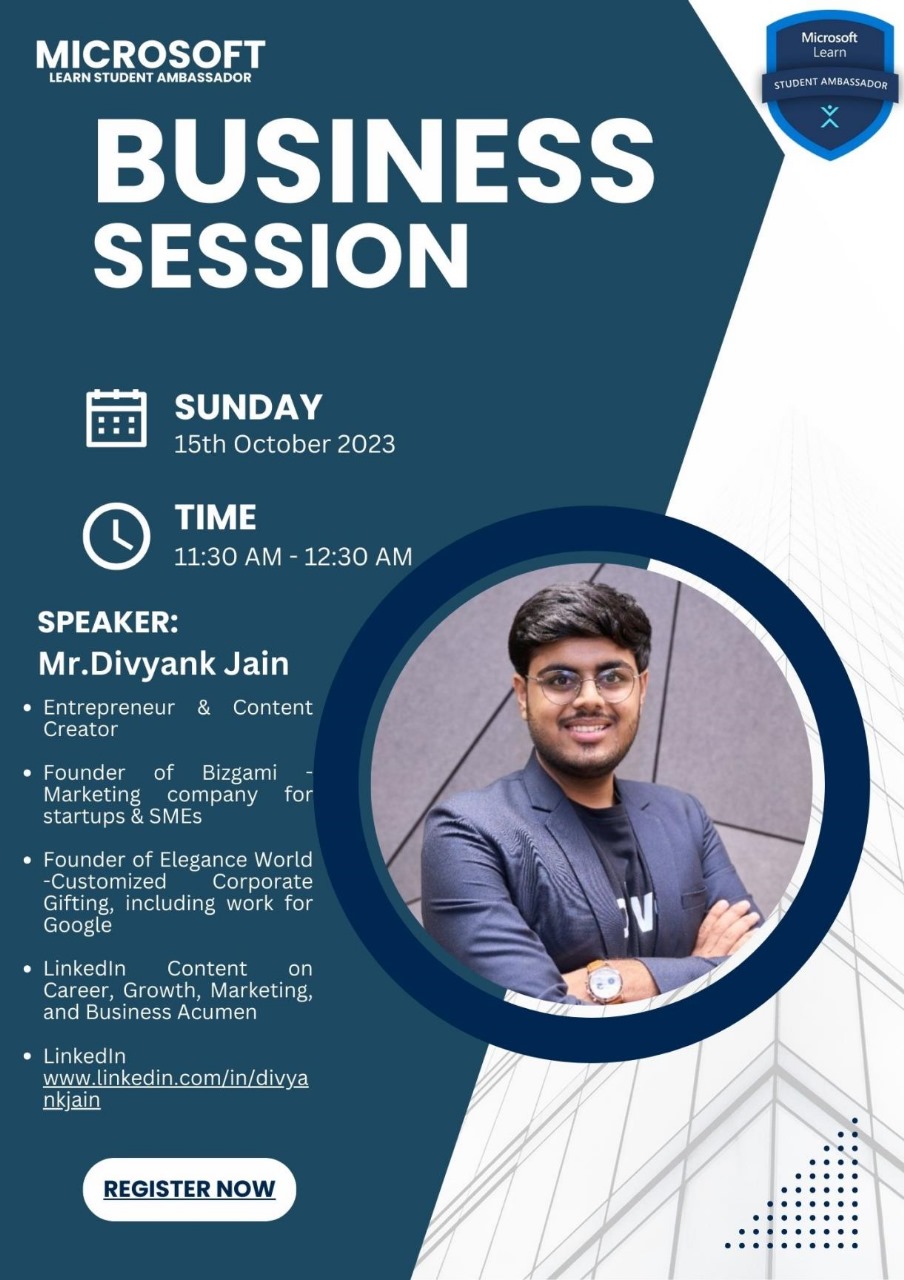 MICROSOFT
LEARN STUDENT AMBASSADOR
Microsoft
Learn
STUDENT AMBASSADOR
BUSINESS
SESSION
SUNDAY
15th October 2023
TIME
11:30 AM - 12:30 AM
SPEAKER:
Mr.Divyank Jain
• Entrepreneur & Content
Creator
• Founder of Bizgami -
Marketing company for
startups & SMEs
• Founder of Elegance World
-Customized Corporate
Gifting, including work for
Google
• LinkedIn Content on
Career, Growth, Marketing,
and Business Acumen
• LinkedIn
www.linkedin.com/in/divya
nkjain
REGISTER NOW